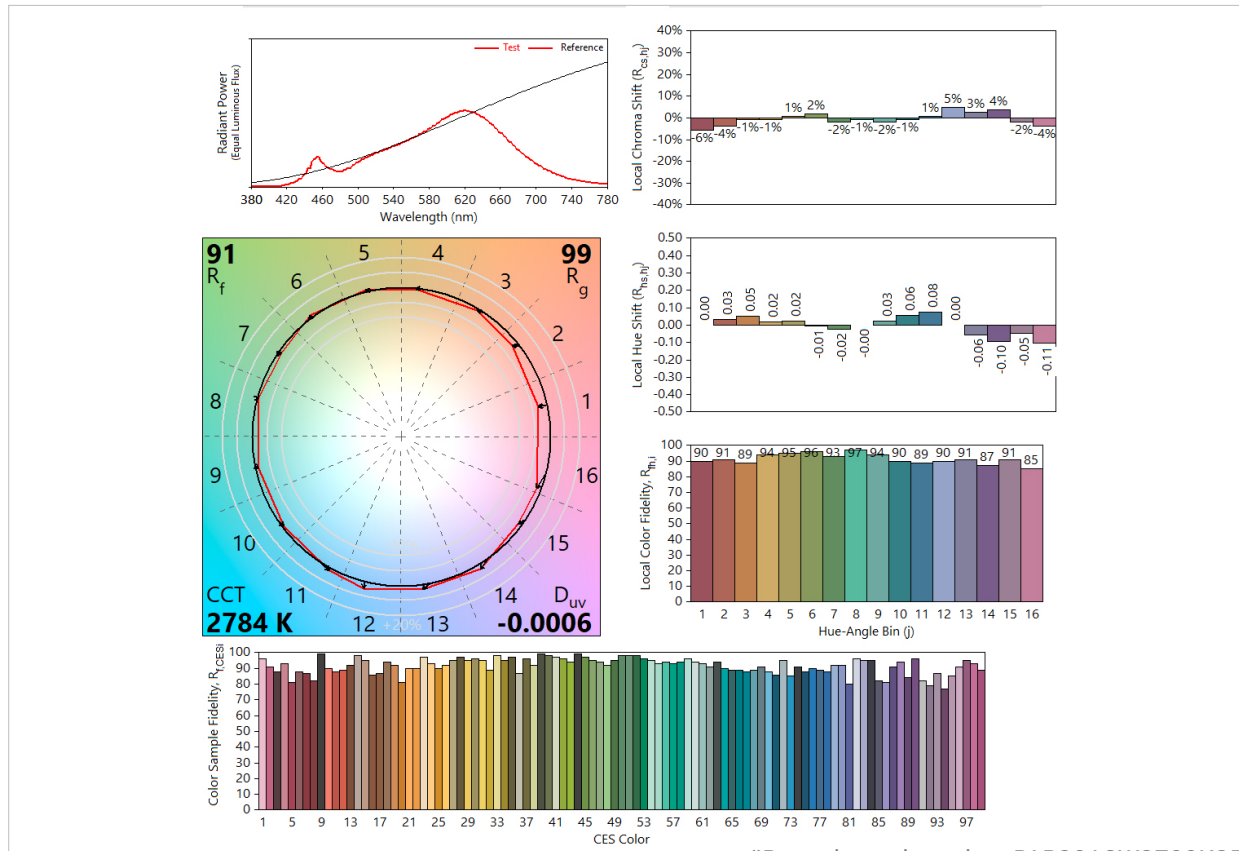 Test Reference
Radiant Power
(Equal Luminous Flux)
380 420 460 500 540 580 620 660 700 740 780
Wavelength (nm)
Local Chroma Shift (Rcs,hj)
40%
30%
20%
10%
0%
-10%
-20%
-30%
-40%
-6% -4% -1% -1% 1% 2% -2% -1% -2% -1% 1% 5% 3% 4% -2% -4%
91
Rf
99
Rg
CCT
2784 K
Duv
-0.0006
+20%
1
2
3
4
5
6
7
8
9
10
11
12
13
14
15
16
Local Hue Shift (Rhs,hj)
0.50
0.40
0.30
0.20
0.10
0.00
-0.10
-0.20
-0.30
-0.40
-0.50
0.00 0.03 0.05 0.02 0.02 -0.01 -0.02 -0.00 0.03 0.06 0.08 0.00 -0.06 -0.10 -0.05 -0.11
Local Color Fidelity, Rfh,i
100
90
80
70
60
50
40
30
20
10
0
90 91 89 94 95 96 93 97 94 90 89 90 91 87 91 85
1 2 3 4 5 6 7 8 9 10 11 12 13 14 15 16
Hue-Angle Bin (j)
Color Sample Fidelity, Rf,CESi
100
90
80
70
60
50
40
30
20
10
0
1 5 9 13 17 21 25 29 33 37 41 45 49 53 57 61 65 69 73 77 81 85 89 93 97
CES Color